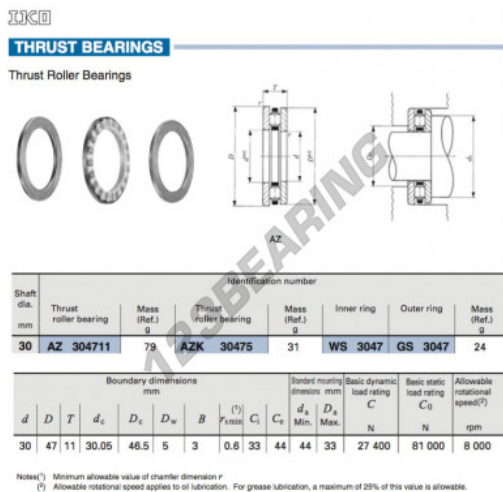 IKO
THRUST BEARINGS
Thrust Roller Bearings
T
r
r
D
d
AZ
123BEARING
Identification number
Shaft dia. mm Thrust roller bearing Mass (Ref.) g Thrust roller bearing Mass (Ref.) g Inner ring Outer ring Mass (Ref.) g
30 AZ 304711 79 AZK 30475 31 WS 3047 GS 3047 24
Boundary dimensions mm Standard mounting dimensions mm Basic dynamic load rating C N Basic static load rating C0 N Allowable rotational speed(2) rpm
d D T dc Dc Dw B rs min(1) Ci Ce da Min. Da Max.
30 47 11 30.05 46.5 5 3 0.6 33 44 44 33 27 400 81 000 8 000
Notes(1) Minimum allowable value of chamfer dimension r
(2) Allowable rotational speed applies to oil lubrication. For grease lubrication, a maximum of 25% of this value is allowable.